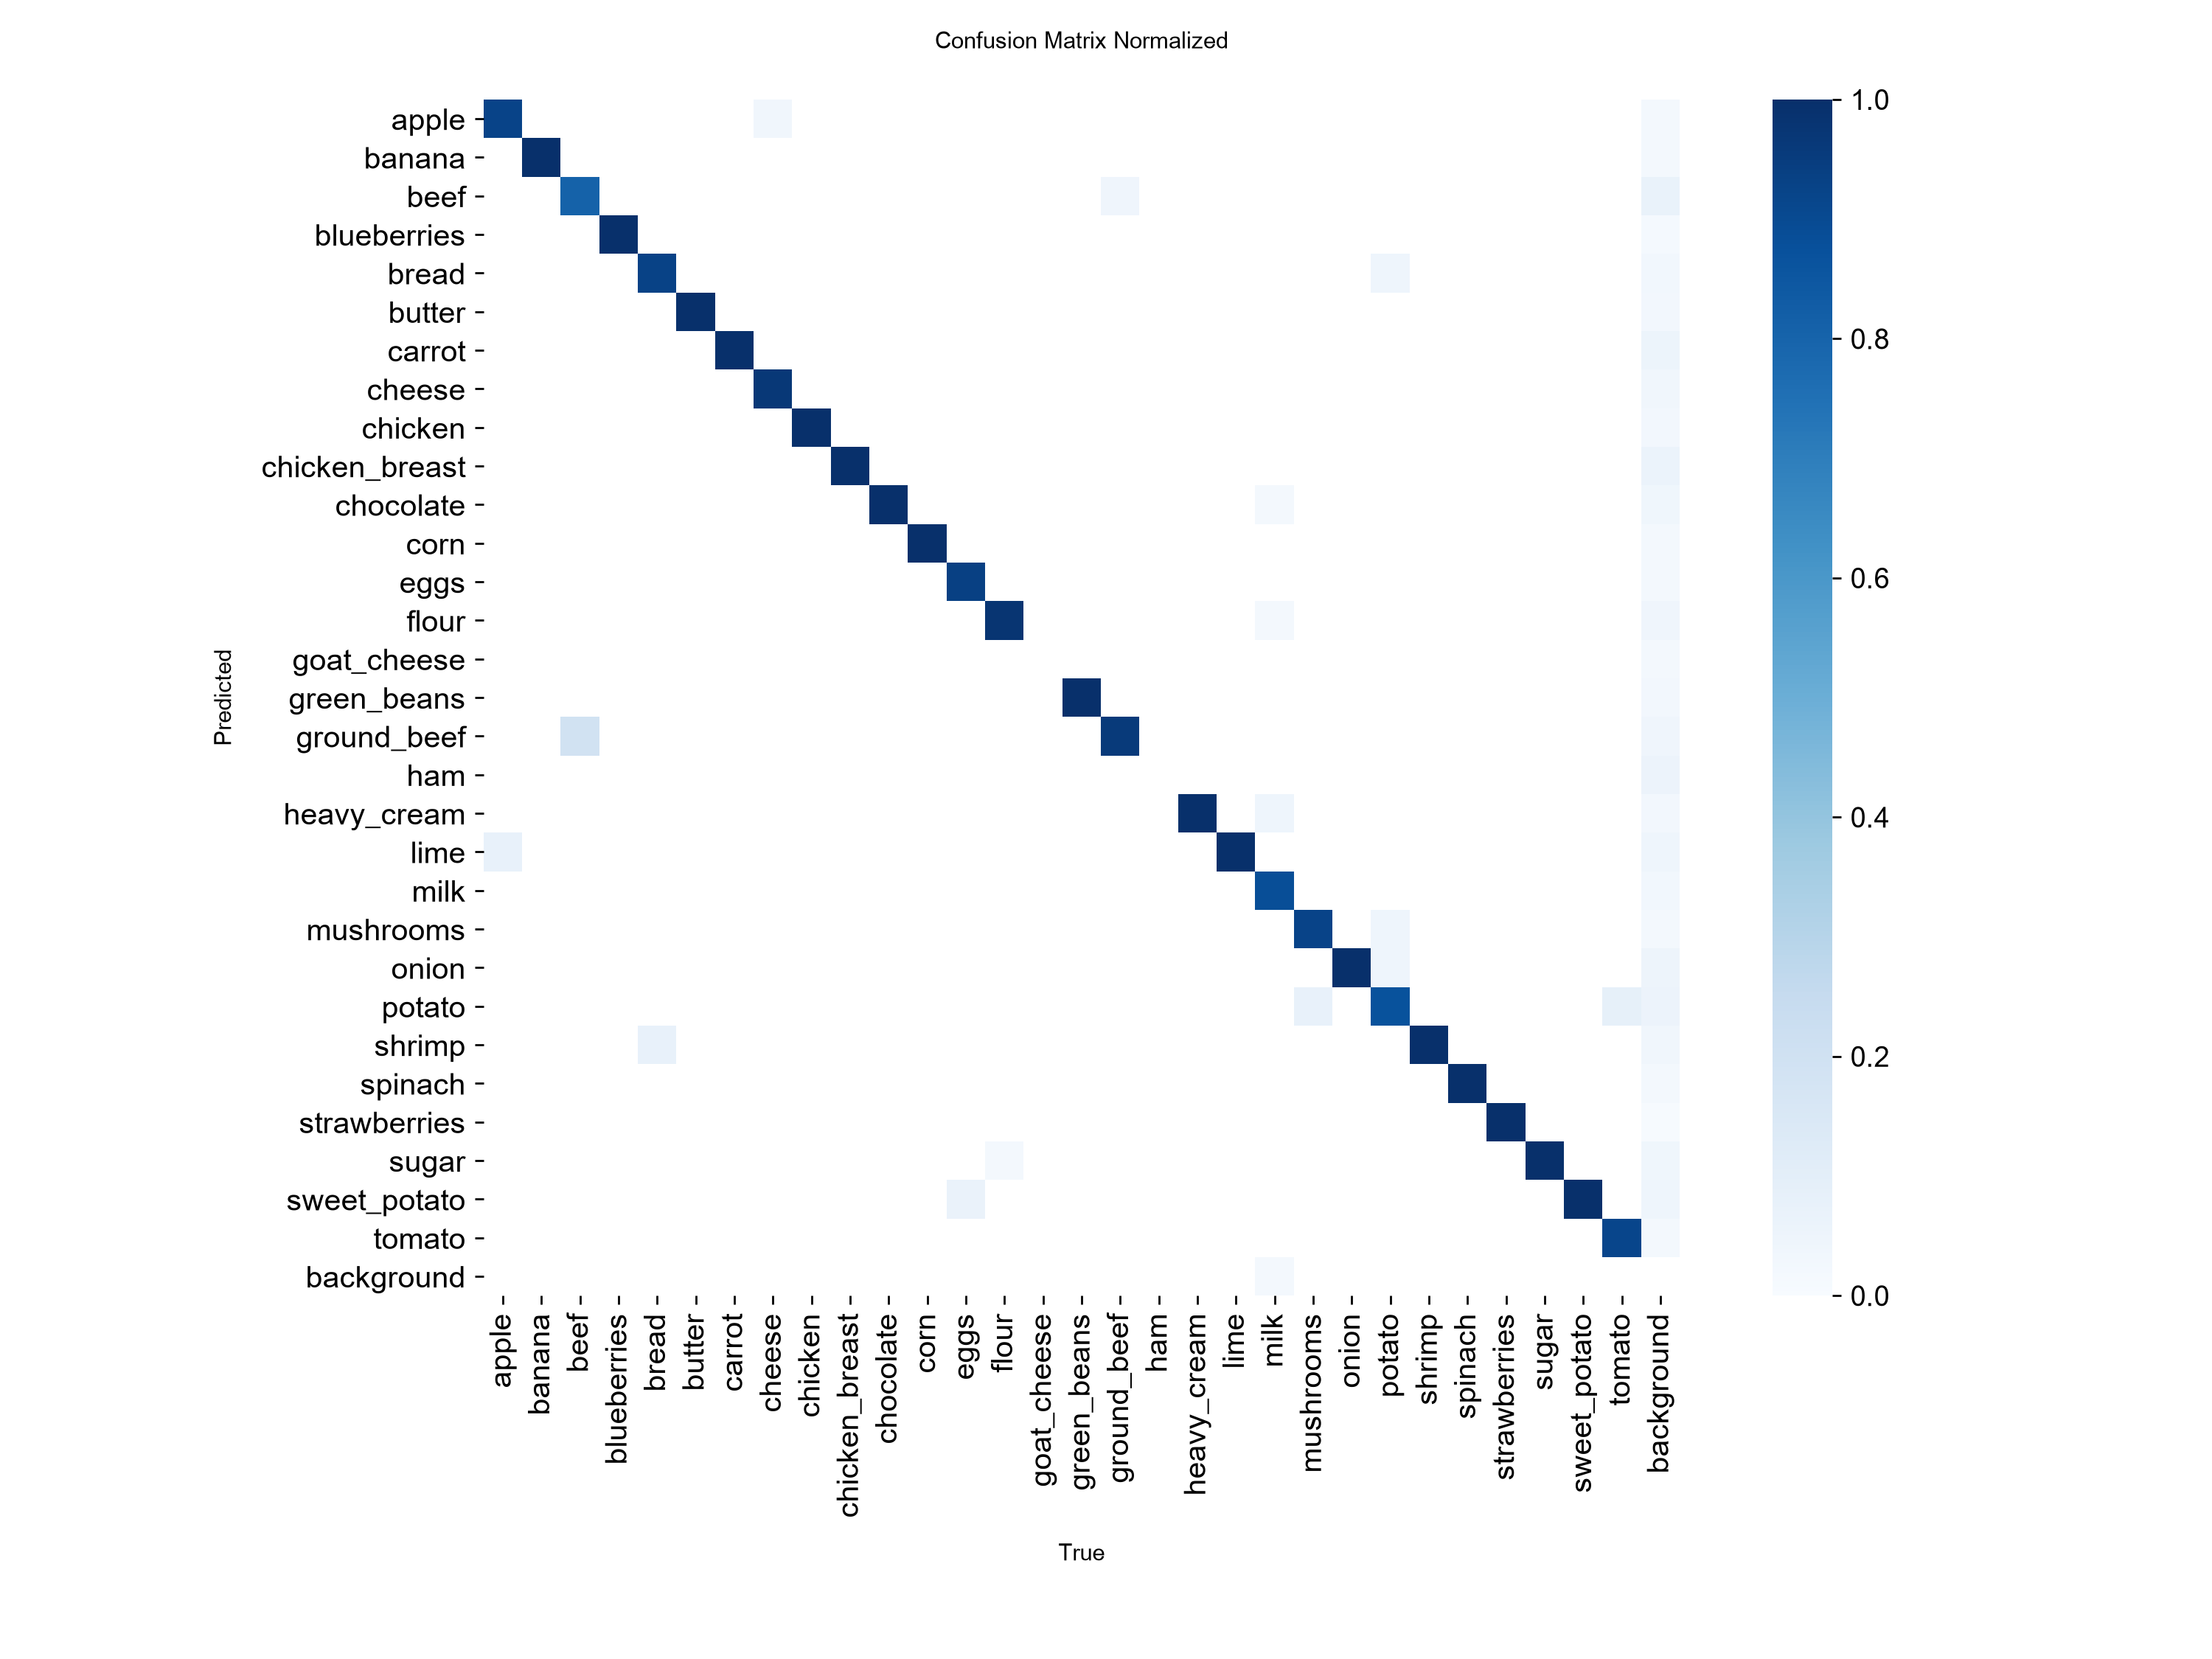 Confusion Matrix Normalized
apple
banana
beef
blueberries
bread
butter
carrot
cheese
chicken
chicken_breast
chocolate
corn
eggs
flour
goat_cheese
green_beans
ground_beef
ham
heavy_cream
lime
milk
mushrooms
onion
potato
shrimp
spinach
strawberries
sugar
sweet_potato
tomato
background
Predicted
apple
banana
beef
blueberries
bread
butter
carrot
cheese
chicken
chicken_breast
chocolate
corn
eggs
flour
goat_cheese
green_beans
ground_beef
ham
heavy_cream
lime
milk
mushrooms
onion
potato
shrimp
spinach
strawberries
sugar
sweet_potato
tomato
background
True
1.0
0.8
0.6
0.4
0.2
0.0